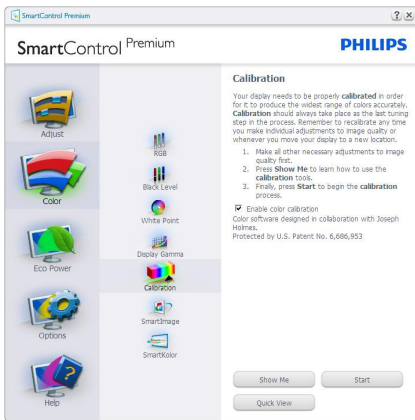 SmartControl Premium
SmartControl Premium
PHILIPS
Adjust
Color
Eco Power
Options
Help
RGB
Black Level
White Point
Display Gamma
Calibration
SmartImage
SmartKolor
Calibration
Your display needs to be properly calibrated in order
for it to produce the widest range of colors accurately.
Calibration should always take place as the last tuning
step in the process. Remember to recalibrate any time
you make individual adjustments to image quality or
whenever you move your display to a new location.
1. Make all other necessary adjustments to image
quality first.
2. Press Show Me to learn how to use the
calibration tools.
3. Finally, press Start to begin the calibration
process.
Enable color calibration
Color software designed in collaboration with Joseph
Holmes.
Protected by U.S. Patent No. 6,686,953
Show Me
Start
Quick View